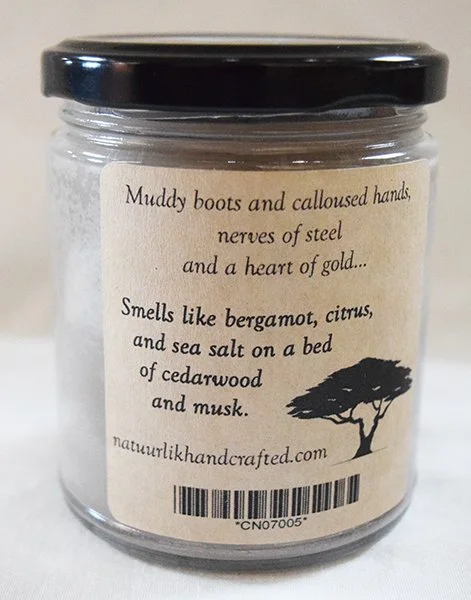 Muddy boots and calloused hands,
nerves of steel
and a heart of gold...
Smells like bergamot, citrus,
and sea salt on a bed
of cedarwood
and musk.
natuurlikhandcrafted.com
*CN07005*